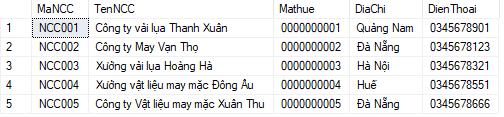 MaNCC TenNCC Mathue DiaChi DienThoai
1 NCC001 Công ty vải lụa Thanh Xuân 0000000001 Quảng Nam 0345678901
2 NCC002 Công ty May Vạn Thọ 0000000002 Đà Nẵng 0345678123
3 NCC003 Xưởng vải lụa Hoàng Hà 0000000003 Hà Nội 0345678321
4 NCC004 Xưởng vật liệu may mặc Đông Âu 0000000004 Huế 0345678551
5 NCC005 Công ty Vật liệu may mặc Xuân Thu 0000000005 Đà Nẵng 0345678666